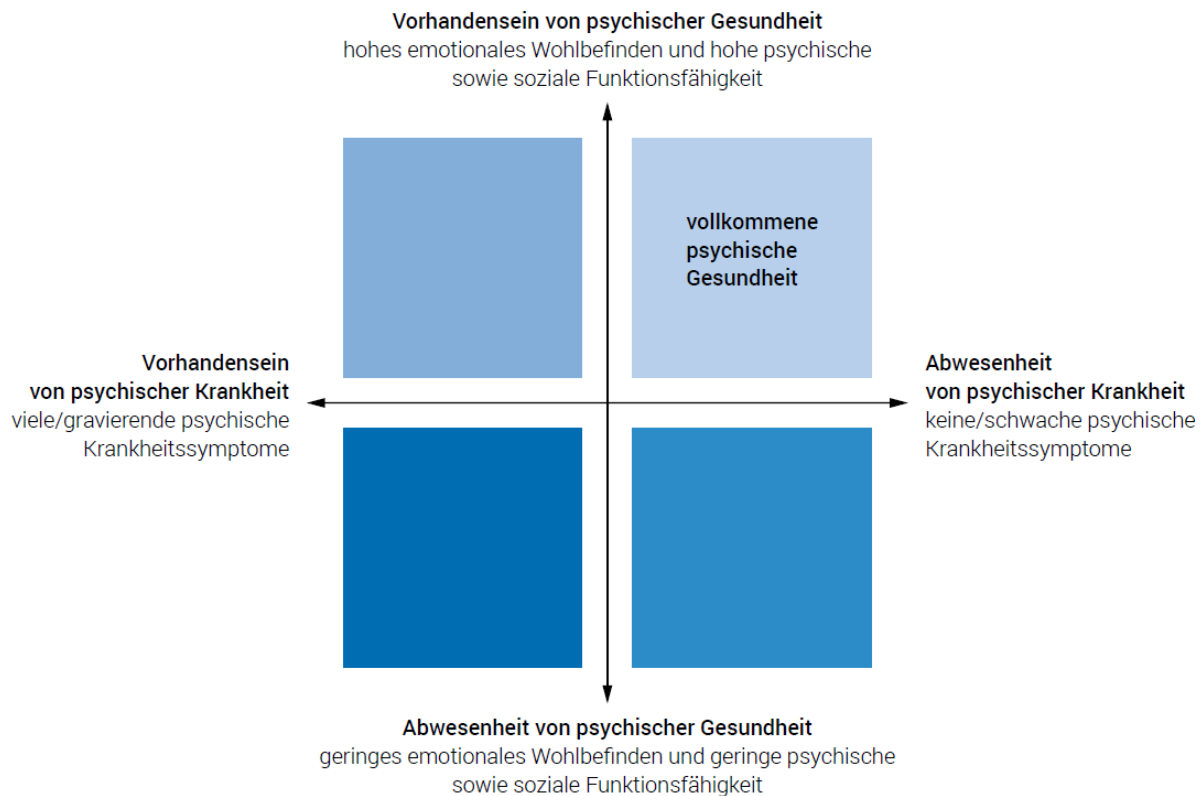 Vorhandensein von psychischer Gesundheit
hohes emotionales Wohlbefinden und hohe psychische
sowie soziale Funktionsfähigkeit
vollkommene
psychische
Gesundheit
Vorhandensein
von psychischer Krankheit
viele/gravierende psychische
Krankheitssymptome
Abwesenheit
von psychischer Krankheit
keine/schwache psychische
Krankheitssymptome
Abwesenheit von psychischer Gesundheit
geringes emotionales Wohlbefinden und geringe psychische
sowie soziale Funktionsfähigkeit